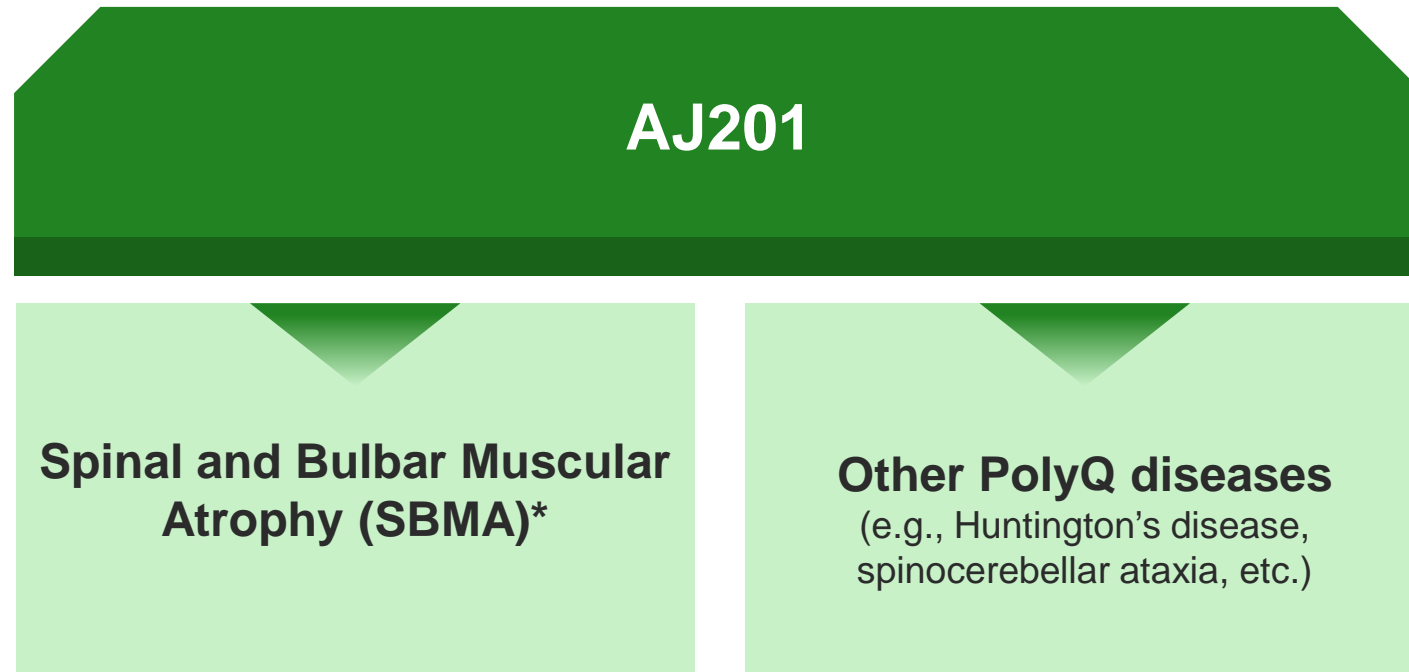 AJ201
Spinal and Bulbar Muscular
Atrophy (SBMA)*
Other PolyQ diseases
(e.g., Huntington’s disease,
spinocerebellar ataxia, etc.)